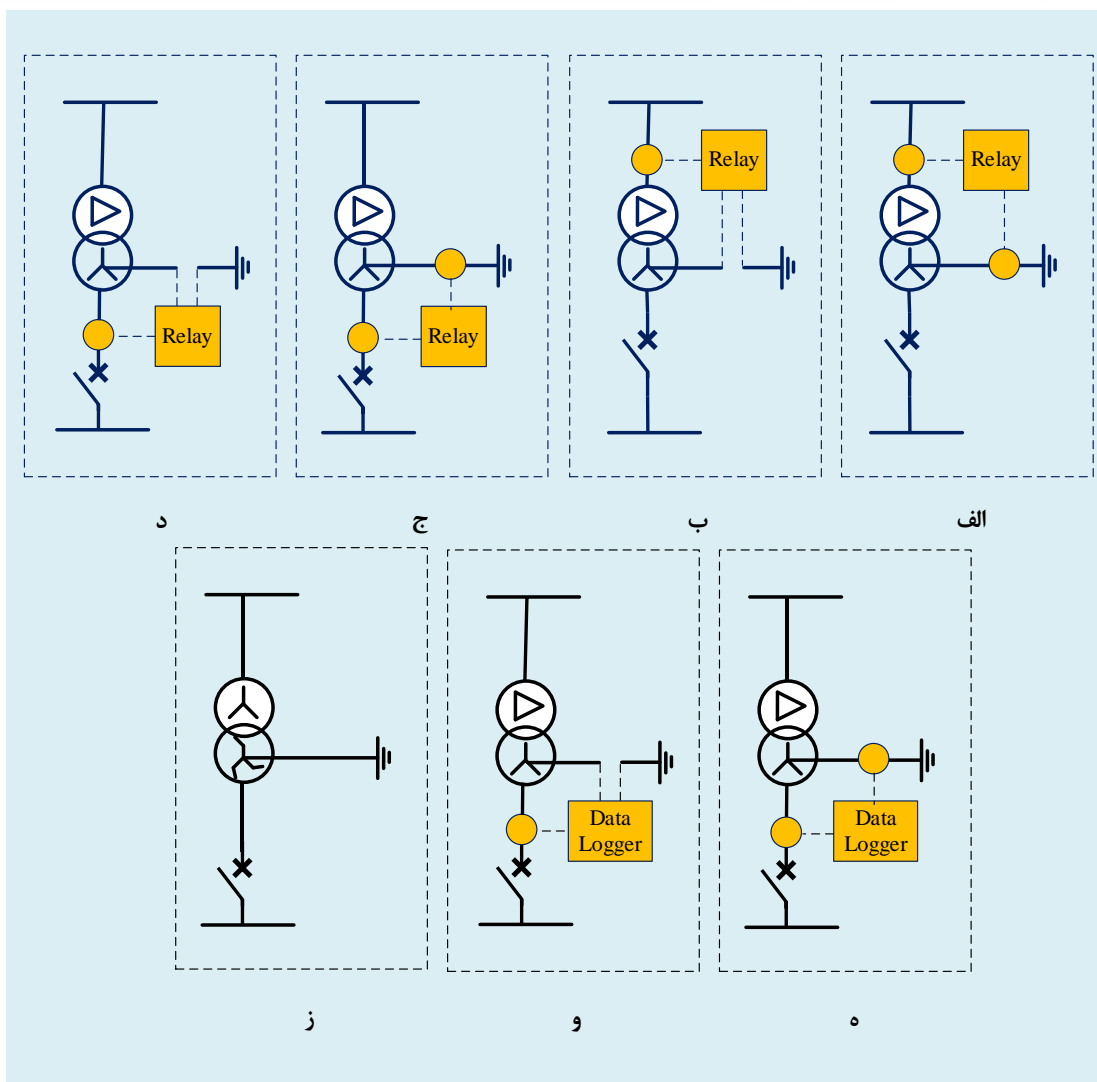 Relay
Relay
Relay
Relay
الف
ب
ج
د
Data
Logger
Data
Logger
ه
و
ز